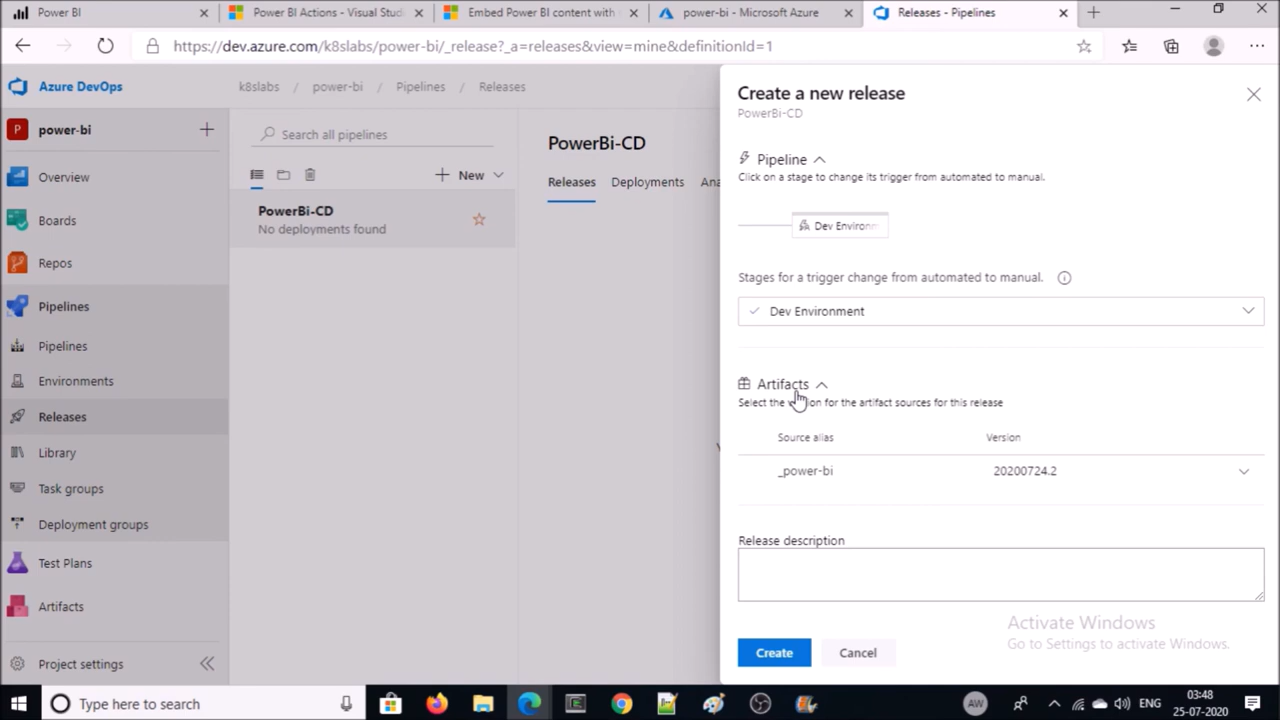 Power BI
Power BI Actions - Visual Stud
Embed Power BI content with
power-bi - Microsoft Azure
Releases - Pipelines
https://dev.azure.com/k8slabs/power-bi/_release?_a=releases&view=mine&definitionId=1
Azure DevOps
k8slabs / power-bi / Pipelines / Releases
P power-bi
Overview
Boards
Repos
Pipelines
Pipelines
Environments
Releases
Library
Task groups
Deployment groups
Test Plans
Artifacts
Project settings
Search all pipelines
New
PowerBi-CD
No deployments found
PowerBi-CD
Releases Deployments Ana
Create a new release
PowerBi-CD
Pipeline
Click on a stage to change its trigger from automated to manual.
Dev Environm
Stages for a trigger change from automated to manual.
Dev Environment
Artifacts
Select the version for the artifact sources for this release
Source alias Version
_power-bi 20200724.2
Release description
Create Cancel
Activate Windows
Go to Settings to activate Windows.
Type here to search
AW
ENG
03:48
25-07-2020